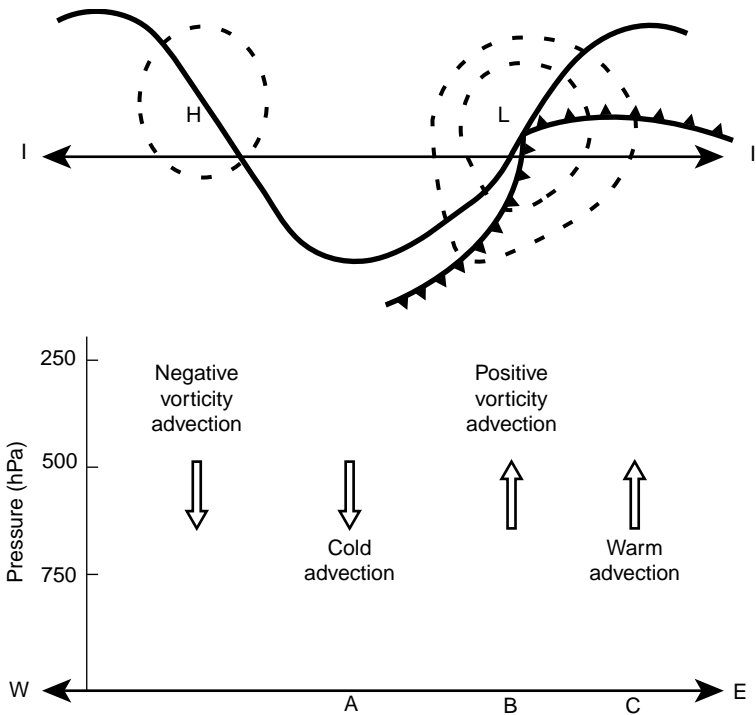 H
L
I
I
250
500
750
Pressure (hPa)
Negative
vorticity
advection
Positive
vorticity
advection
Cold
advection
Warm
advection
W
E
A
B
C